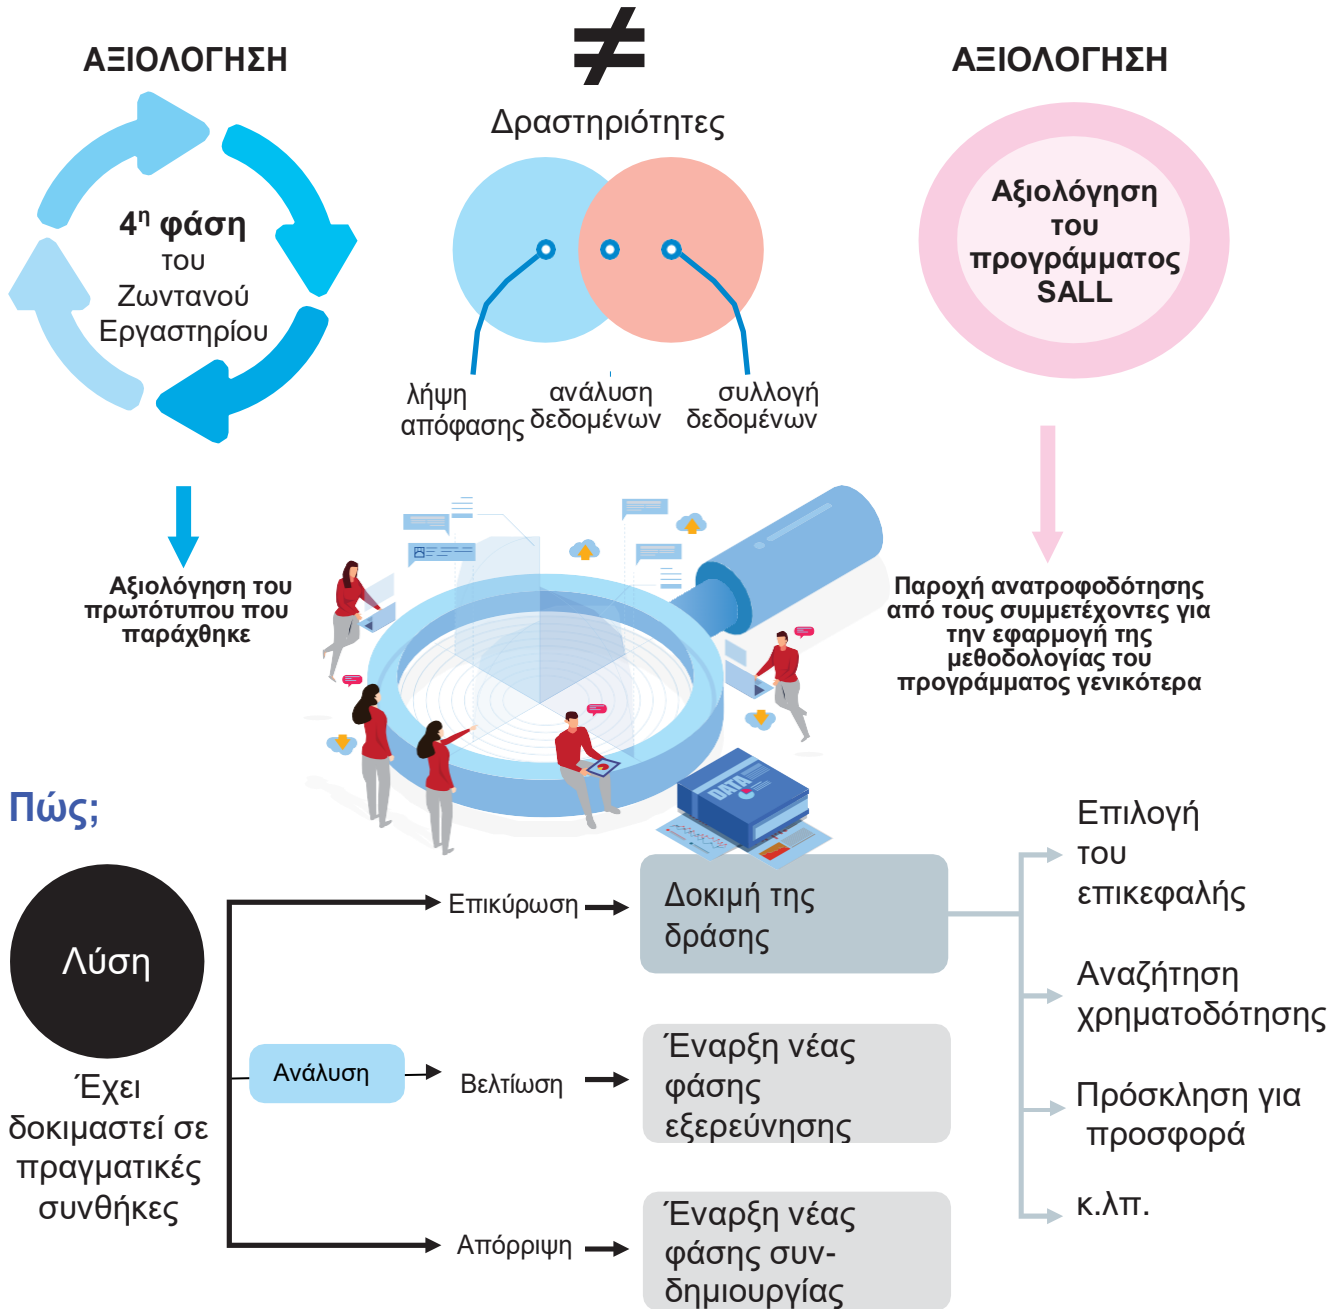 ΑΞΙΟΛΟΓΗΣΗ
≠
ΑΞΙΟΛΟΓΗΣΗ
4η φάση
του
Ζωντανού
Εργαστηρίου
Δραστηριότητες
λήψη
απόφασης
ανάλυση
δεδομένων
συλλογή
δεδομένων
Αξιολόγηση
του
προγράμματος
SALL
Αξιολόγηση του
πρωτότυπου που
παράχθηκε
Παροχή ανατροφοδότησης
από τους συμμετέχοντες για
την εφαρμογή της
μεθοδολογίας του
προγράμματος γενικότερα
DATA
Πώς;
Λύση
Έχει
δοκιμαστεί σε
πραγματικές
συνθήκες
Ανάλυση
Επικύρωση
Βελτίωση
Απόρριψη
Δοκιμή της
δράσης
Έναρξη νέας
φάσης
εξερεύνησης
Έναρξη νέας
φάσης συν-
δημιουργίας
Επιλογή
του
επικεφαλής
Αναζήτηση
χρηματοδότησης
Πρόσκληση για
προσφορά
κ.λπ.